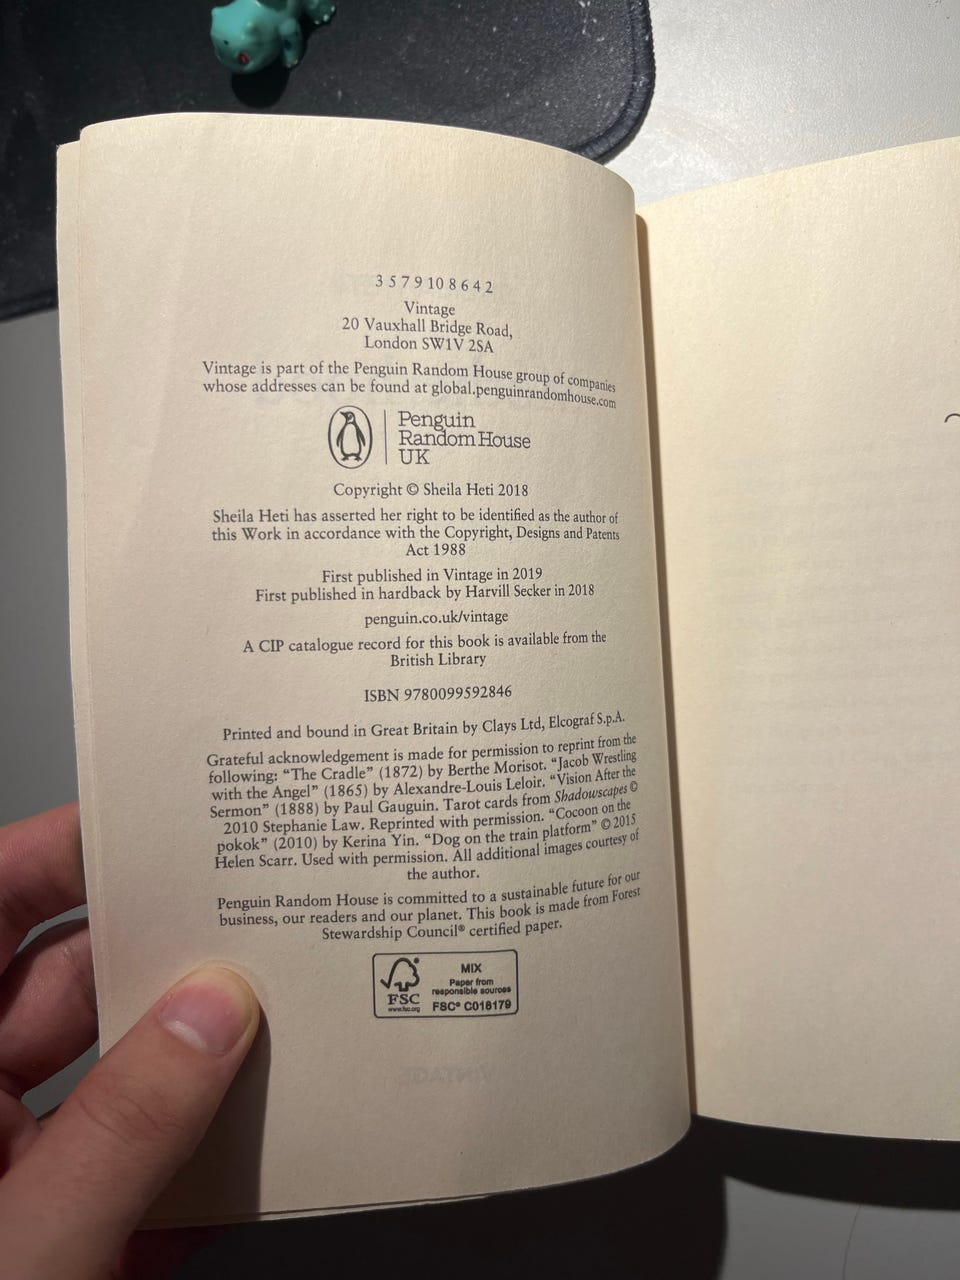 3 5 7 9 10 8 6 4 2
Vintage
20 Vauxhall Bridge Road,
London SW1V 2SA
Vintage is part of the Penguin Random House group of companies
whose addresses can be found at global.penguinrandomhouse.com
Penguin
Random House
UK
Copyright © Sheila Heti 2018
Sheila Heti has asserted her right to be identified as the author of
this Work in accordance with the Copyright, Designs and Patents
Act 1988
First published in Vintage in 2019
First published in hardback by Harvill Secker in 2018
penguin.co.uk/vintage
A CIP catalogue record for this book is available from the
British Library
ISBN 9780099592846
Printed and bound in Great Britain by Clays Ltd, Elcograf S.p.A.
Grateful acknowledgement is made for permission to reprint from the
following: “The Cradle” (1872) by Berthe Morisot. “Jacob Wrestling
with the Angel” (1865) by Alexandre-Louis Leloir. “Vision After the
Sermon” (1888) by Paul Gauguin. Tarot cards from Shadowscapes ©
2010 Stephanie Law. Reprinted with permission. “Cocoon on the
pokok” (2010) by Kerina Yin. “Dog on the train platform” © 2015
Helen Scarr. Used with permission. All additional images courtesy of
the author.
Penguin Random House is committed to a sustainable future for our
business, our readers and our planet. This book is made from Forest
Stewardship Council® certified paper.
FSC
www.fsc.org
MIX
Paper from
responsible sources
FSC® C018179